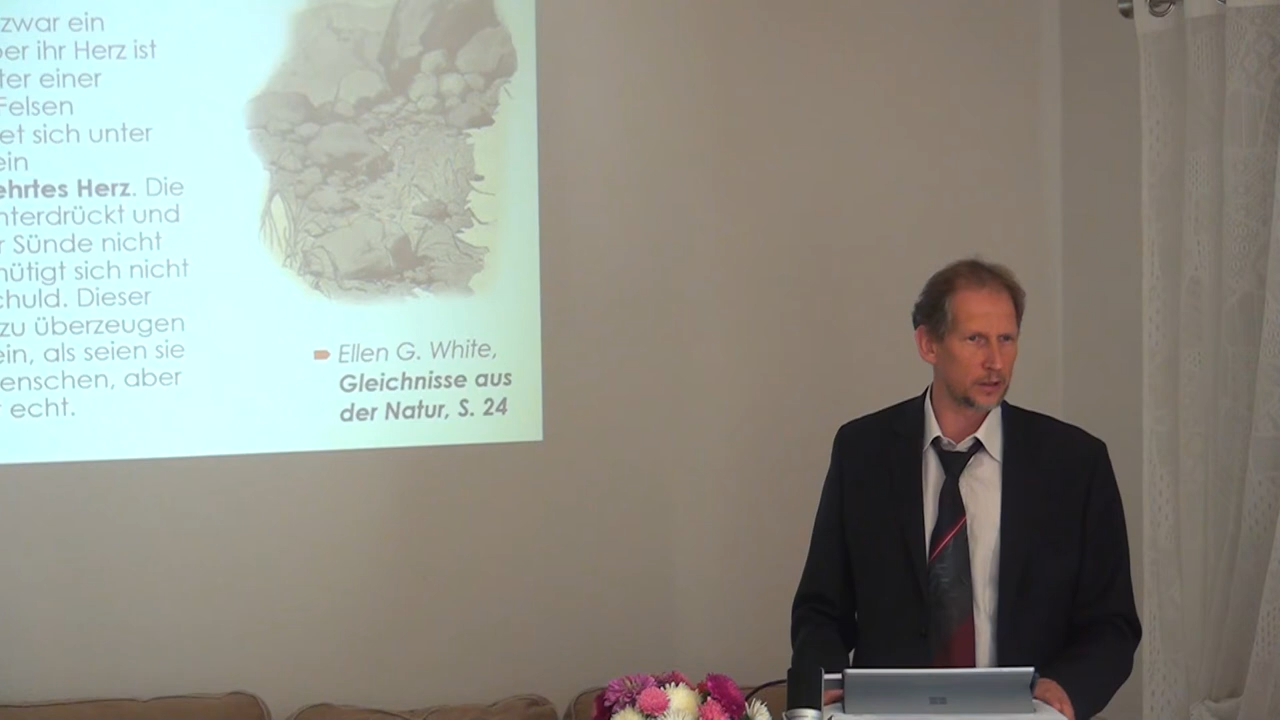 zwar ein
er ihr Herz ist
ter einer
Felsen
et sich unter
ein
ehrtes Herz. Die
nterdrückt und
r Sünde nicht
nütigt sich nicht
chuld. Dieser
zu überzeugen
ein, als seien sie
enschen, aber
echt.
Ellen G. White,
Gleichnisse aus
der Natur, S. 24